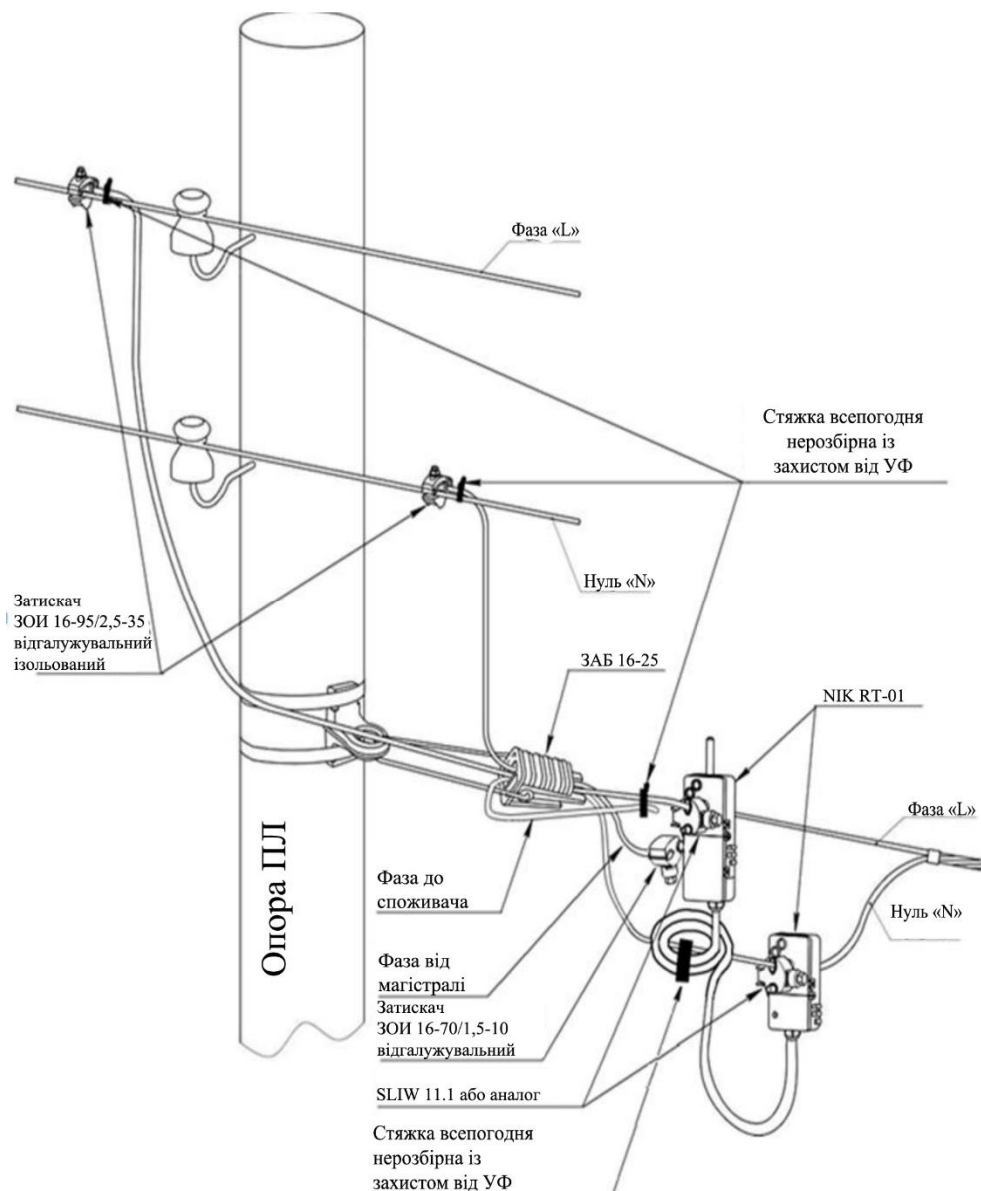 Фаза «L»
Стяжка всепогодня
нерозбірна із
захистом від УФ
Нуль «N»
Затискач
ЗОИ 16-95/2,5-35
відгалужувальний
ізольований
ЗАБ 16-25
NIK RT-01
Фаза «L»
Опора ПЛ
Фаза до
споживача
Нуль «N»
Фаза від
магістралі
Затискач
ЗОИ 16-70/1,5-10
відгалужувальний
SLIW 11.1 або аналог
Стяжка всепогодня
нерозбірна із
захистом від УФ